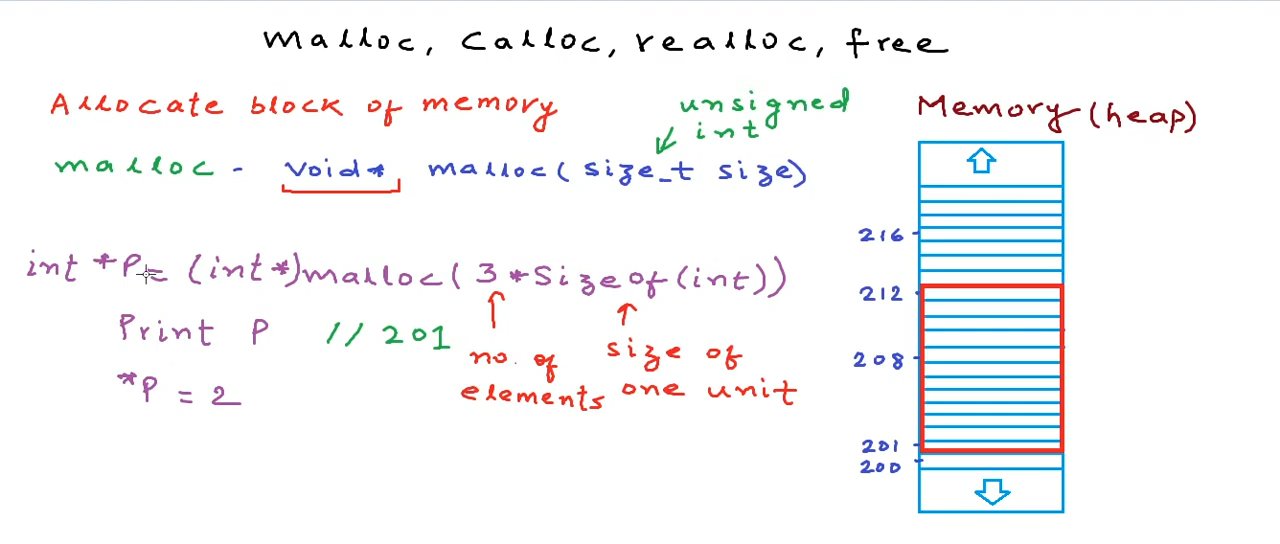 malloc, calloc, realloc, free
Allocate block of memory
unsigned
int
malloc - void* malloc(size_t size)
int *P= (int*)malloc(3*Sizeof(int))
Print P // 201
no. of
elements
size of
one unit
*P = 2
Memory(heap)
216
212
208
201
200